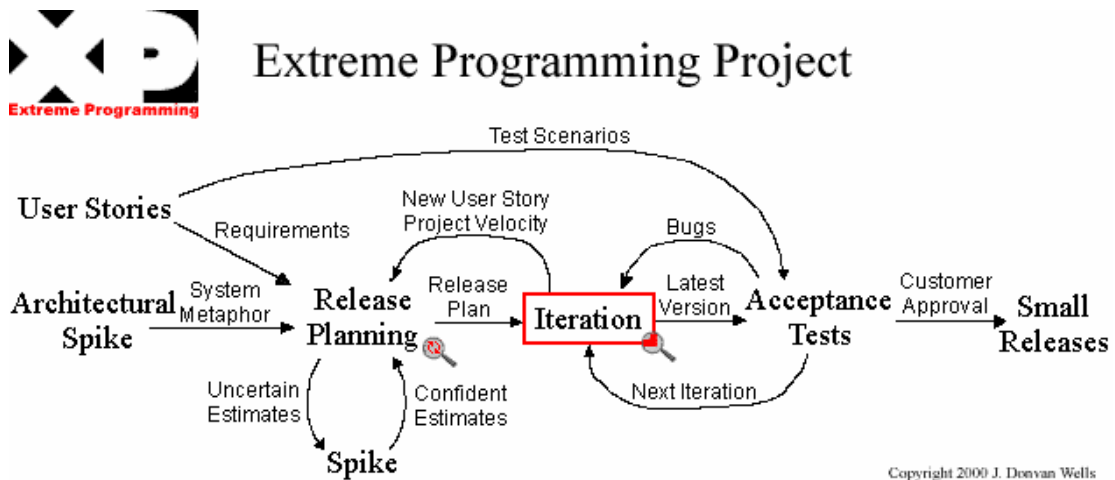 XP
Extreme Programming
Extreme Programming Project
Test Scenarios
User Stories
New User Story
Project Velocity
Bugs
Requirements
Architectural
Spike
System
Metaphor
Release
Planning
Release
Plan
Iteration
Latest
Version
Acceptance
Tests
Customer
Approval
Small
Releases
Uncertain
Estimates
Confident
Estimates
Next Iteration
Spike
Copyright 2000 J. Donvan Wells